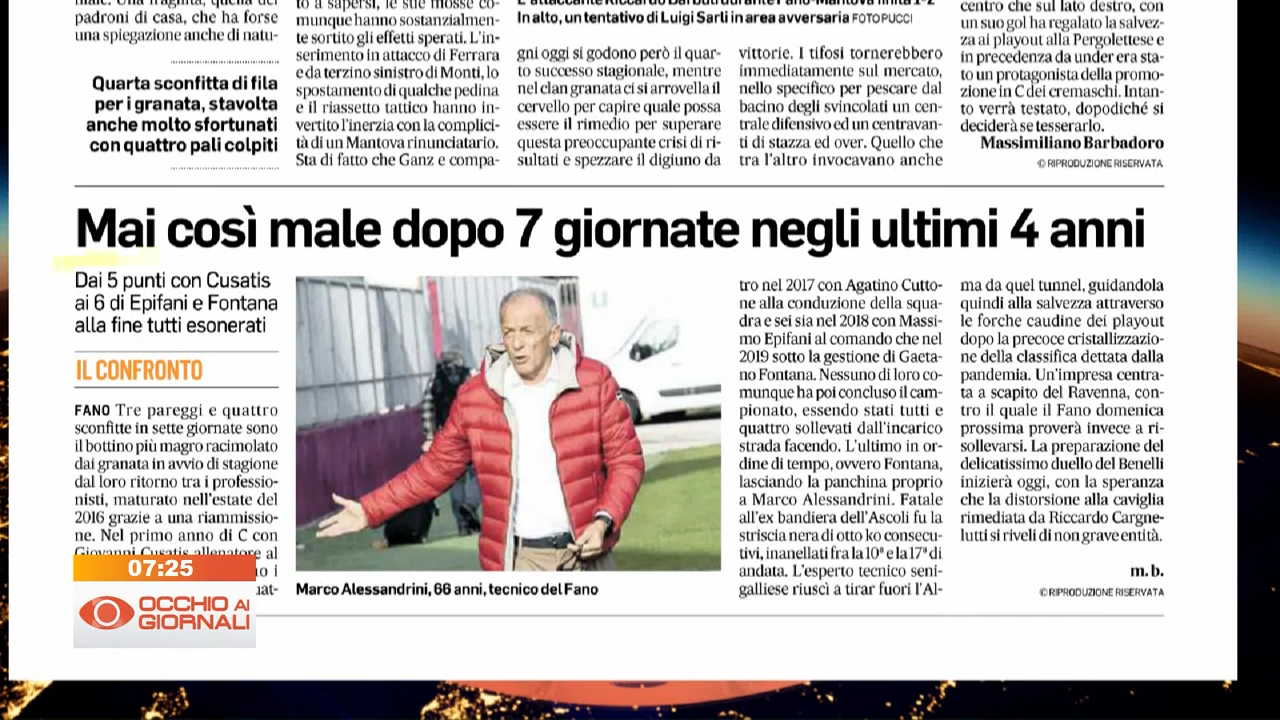 padroni di casa, che ha forse
una spiegazione anche di natu-
Quarta sconfitta di fila
per i granata, stavolta
anche molto sfortunati
con quattro pali colpiti
to a sapersi, le sue mosse co-
munque hanno sostanzialmen-
te sortito gli effetti sperati. L'in-
serimento in attacco di Ferrara
e da terzino sinistro di Monti, lo
spostamento di qualche pedina
e il riassetto tattico hanno in-
vertito l'inerzia con la complici-
tà di un Mantova rinunciatario.
Sta di fatto che Ganz e compa-
In alto, un tentativo di Luigi Sarli in area avversaria FOTO PUCCI
gni oggi si godono però il quar-
to successo stagionale, mentre
nel clan granata ci si arrovella il
cervello per capire quale possa
essere il rimedio per superare
questa preoccupante crisi di ri-
sultati e spezzare il digiuno da
vittorie. I tifosi tornerebbero
immediatamente sul mercato,
nello specifico per pescare dal
bacino degli svincolati un cen-
trale difensivo ed un centravan-
ti di stazza ed over. Quello che
tra l'altro invocavano anche
centro che sul lato destro, con
un suo gol ha regalato la salvez-
za ai playout alla Pergolettese e
in precedenza da under era sta-
to un protagonista della promo-
zione in C dei cremaschi. Intan-
to verrà testato, dopodiché si
deciderà se tesserarlo.
Massimiliano Barbadoro
© RIPRODUZIONE RISERVATA
Mai così male dopo 7 giornate negli ultimi 4 anni
Dai 5 punti con Cusatis
ai 6 di Epifani e Fontana
alla fine tutti esonerati
IL CONFRONTO
FANO Tre pareggi e quattro
sconfitte in sette giornate sono
il bottino più magro racimolato
dai granata in avvio di stagione
dal loro ritorno tra i professio-
nisti, maturato nell'estate del
2016 grazie a una riammissio-
ne. Nel primo anno di C con
Giovanni Cusatis allenatore al
Marco Alessandrini, 66 anni, tecnico del Fano
tro nel 2017 con Agatino Cutto-
ne alla conduzione della squa-
dra e sei sia nel 2018 con Massi-
mo Epifani al comando che nel
2019 sotto la gestione di Gaeta-
no Fontana. Nessuno di loro co-
munque ha poi concluso il cam-
pionato, essendo stati tutti e
quattro sollevati dall'incarico
strada facendo. L'ultimo in or-
dine di tempo, ovvero Fontana,
lasciando la panchina proprio
a Marco Alessandrini. Fatale
all'ex bandiera dell'Ascoli fu la
striscia nera di otto ko consecu-
tivi, inanellati fra la 10ª e la 17ª di
andata. L'esperto tecnico seni-
galliese riuscì a tirar fuori l'Al-
ma da quel tunnel, guidandola
quindi alla salvezza attraverso
le forche caudine dei playout
dopo la precoce cristallizzazio-
ne della classifica dettata dalla
pandemia. Un'impresa centra-
ta a scapito del Ravenna, con-
tro il quale il Fano domenica
prossima proverà invece a ri-
sollevarsi. La preparazione del
delicatissimo duello del Benelli
inizierà oggi, con la speranza
che la distorsione alla caviglia
rimediata da Riccardo Cargne-
lutti si riveli di non grave entità.
m. b.
© RIPRODUZIONE RISERVATA
07:25
OCCHIO AI
GIORNALI